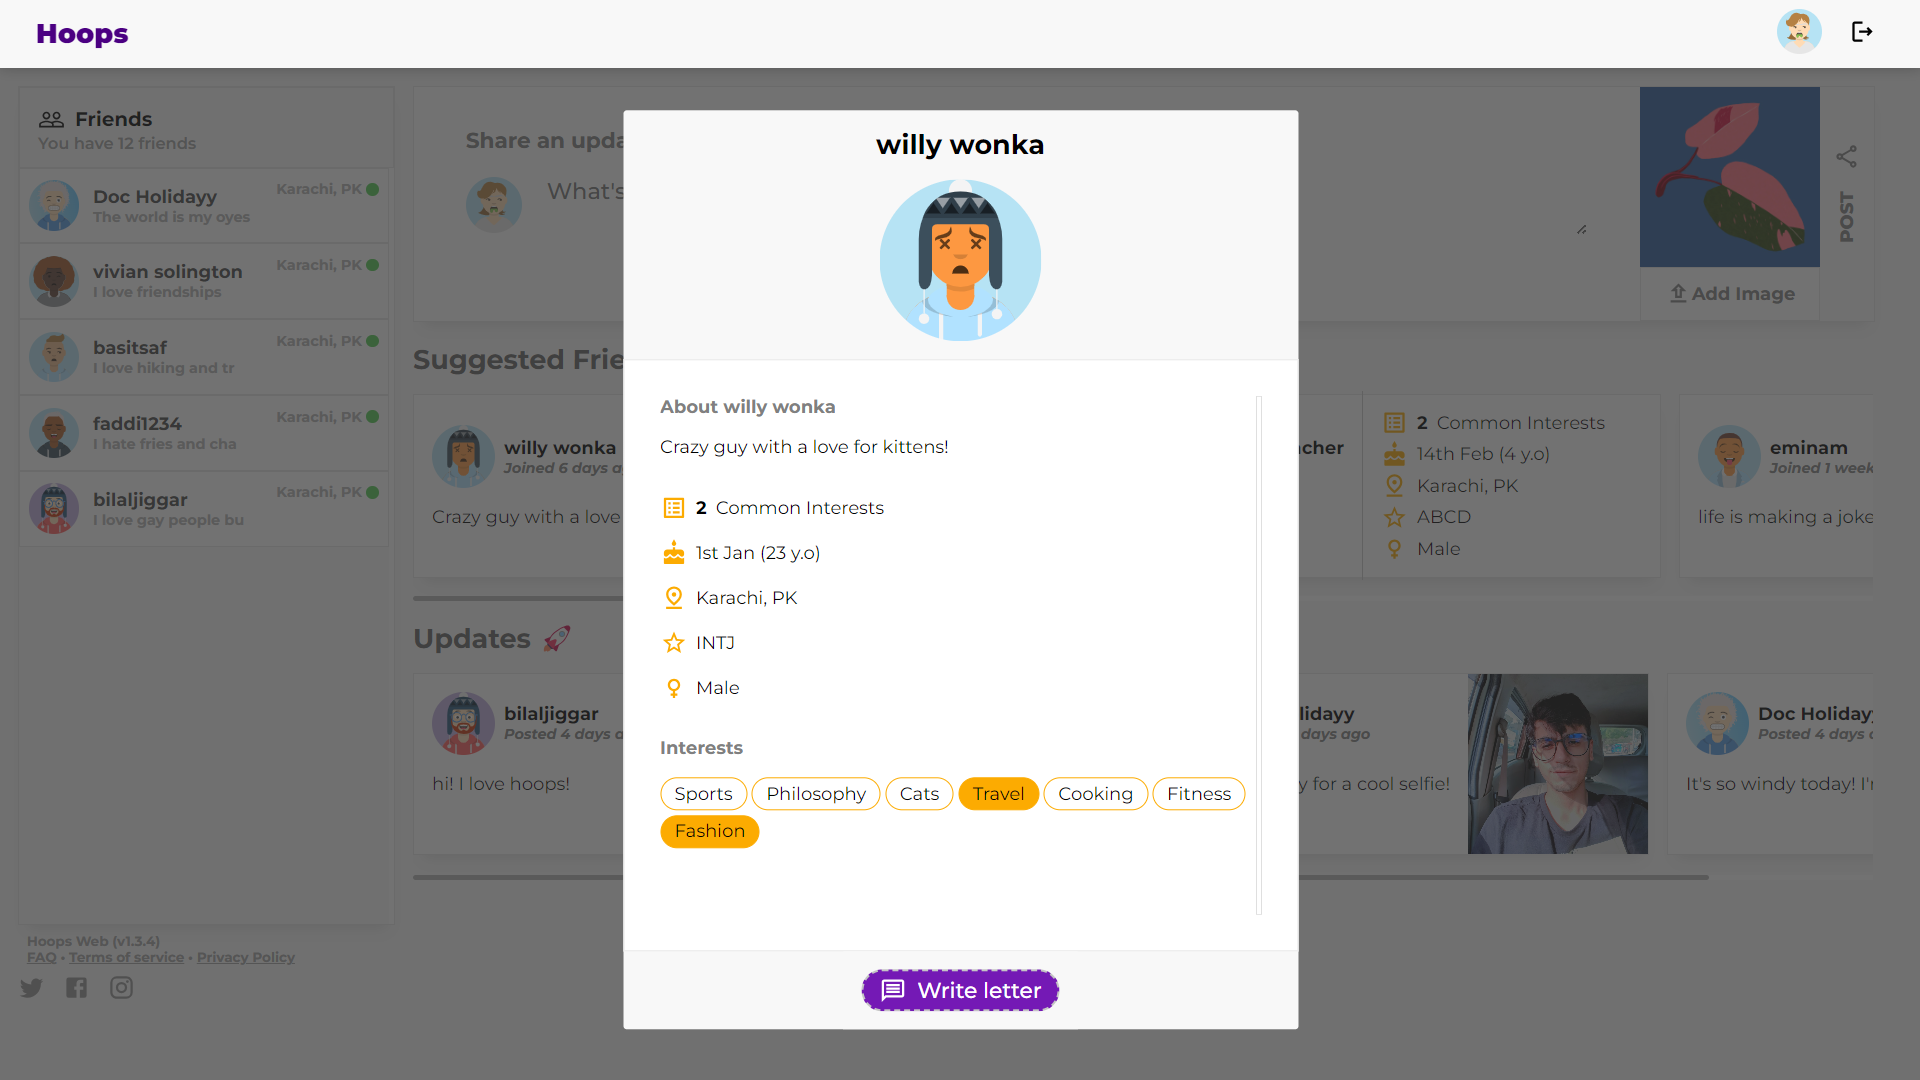 Hoops
Friends
You have 12 friends
Doc Holidayy
Karachi, PK
The world is my oyes
vivian solington
Karachi, PK
I love friendships
basitsaf
Karachi, PK
I love hiking and tr
faddi1234
Karachi, PK
I hate fries and cha
bilaljiggar
Karachi, PK
I love gay people bu
Hoops Web (v1.3.4)
FAQ • Terms of service • Privacy Policy
Share an upda
What's
POST
Add Image
Suggested Frie
willy wonka
Joined 6 days a
Crazy guy with a love
cher
2 Common Interests
14th Feb (4 y.o)
Karachi, PK
ABCD
Male
eminam
Joined 1 week
life is making a joke
Updates 🚀
bilaljiggar
Posted 4 days a
hi! I love hoops!
lidayy
days ago
y for a cool selfie!
Doc Holiday
Posted 4 days
It's so windy today! I'
willy wonka
About willy wonka
Crazy guy with a love for kittens!
2 Common Interests
1st Jan (23 y.o)
Karachi, PK
INTJ
Male
Interests
Sports Philosophy Cats Travel Cooking Fitness
Fashion
Write letter